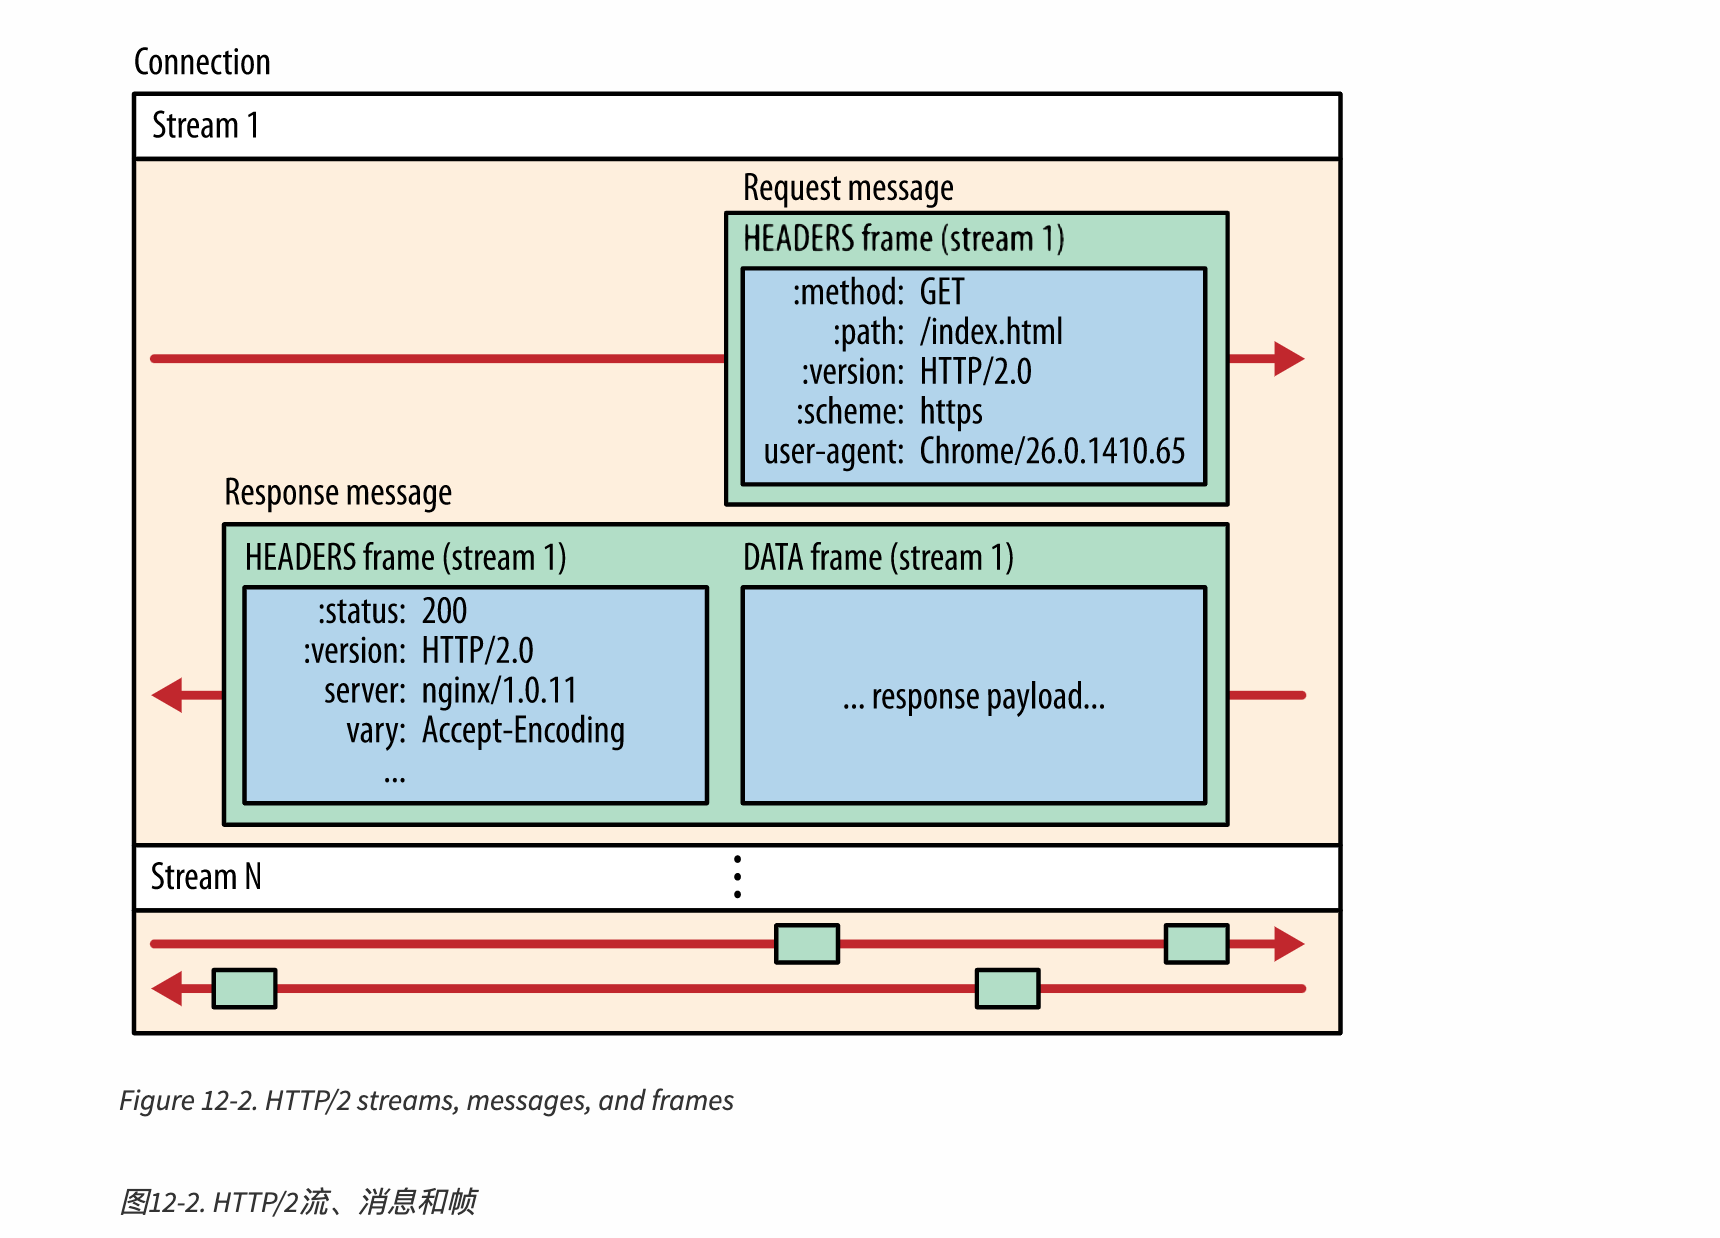 Connection
Stream 1
Request message
HEADERS frame (stream 1)
:method: GET
:path: /index.html
:version: HTTP/2.0
:scheme: https
user-agent: Chrome/26.0.1410.65
Response message
HEADERS frame (stream 1)
:status: 200
:version: HTTP/2.0
server: nginx/1.0.11
vary: Accept-Encoding
...
DATA frame (stream 1)
... response payload...
Stream N
Figure 12-2. HTTP/2 streams, messages, and frames
图12-2. HTTP/2流、消息和帧